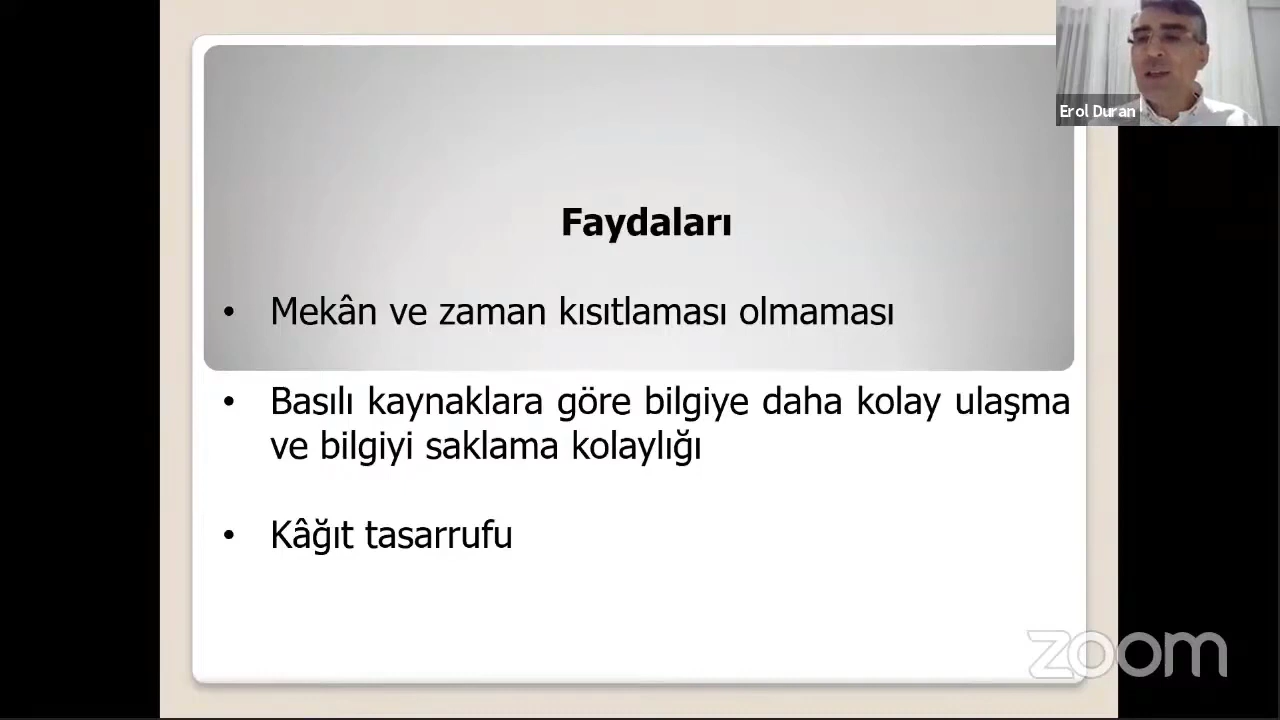 Erol Duran
Faydaları
• Mekân ve zaman kısıtlaması olmaması
• Basılı kaynaklara göre bilgiye daha kolay ulaşma
ve bilgiyi saklama kolaylığı
• Kâğıt tasarrufu
zoom